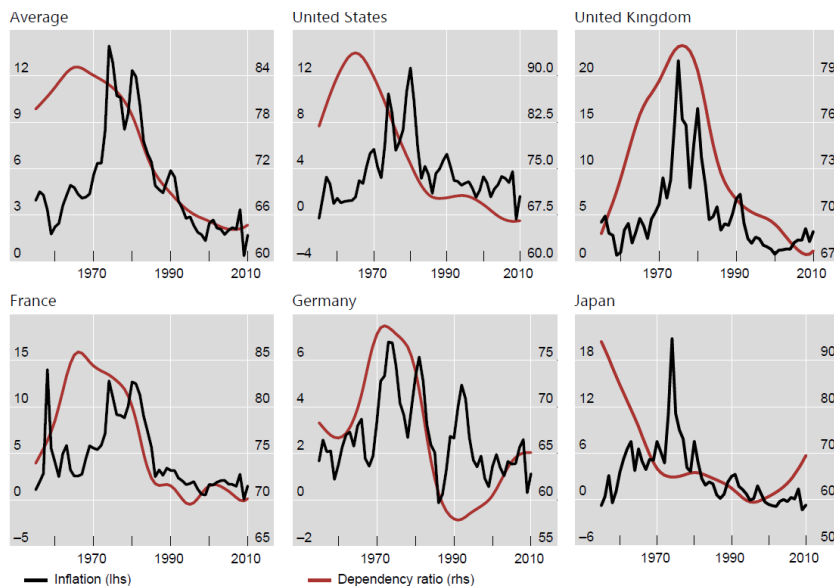 Average
12 84
9 78
6 72
3 66
0 60
1970 1990 2010
United States
12 90.0
8 82.5
4 75.0
0 67.5
–4 60.0
1970 1990 2010
United Kingdom
20 79
15 76
10 73
5 70
0 67
1970 1990 2010
France
15 85
10 80
5 75
0 70
–5 65
1970 1990 2010
Germany
6 75
4 70
2 65
0 60
–2 55
1970 1990 2010
Japan
18 90
12 80
6 70
0 60
–6 50
1970 1990 2010
Inflation (lhs) Dependency ratio (rhs)